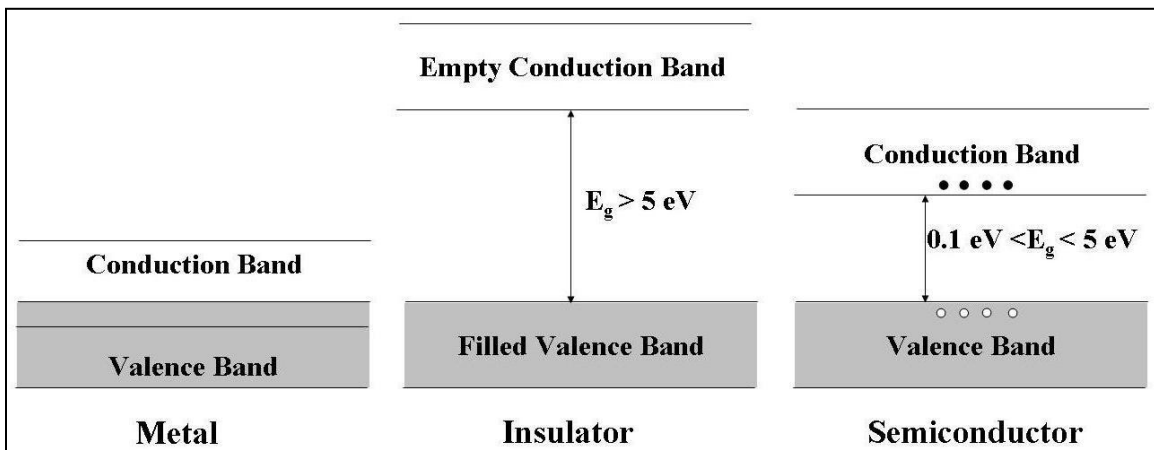 Conduction Band
Valence Band
Metal
Empty Conduction Band
E_g > 5 eV
Filled Valence Band
Insulator
Conduction Band
0.1 eV <E_g < 5 eV
Valence Band
Semiconductor